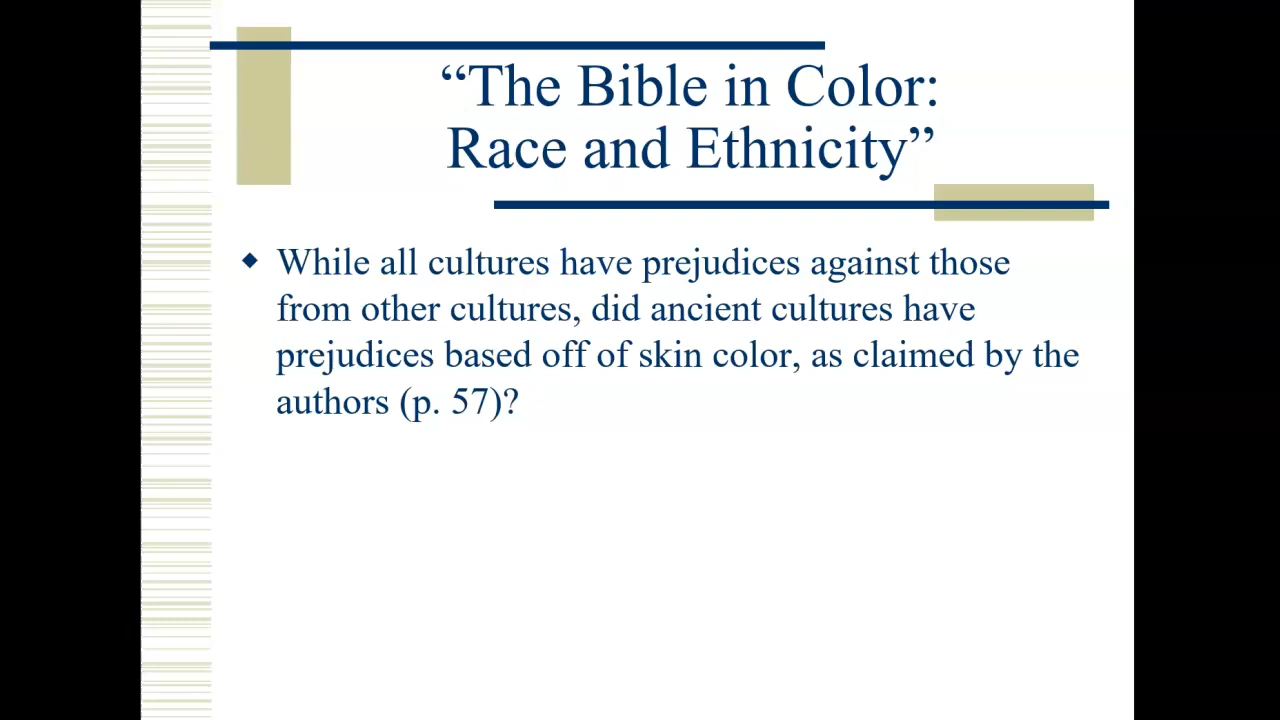 “The Bible in Color:
Race and Ethnicity”
While all cultures have prejudices against those
from other cultures, did ancient cultures have
prejudices based off of skin color, as claimed by the
authors (p. 57)?